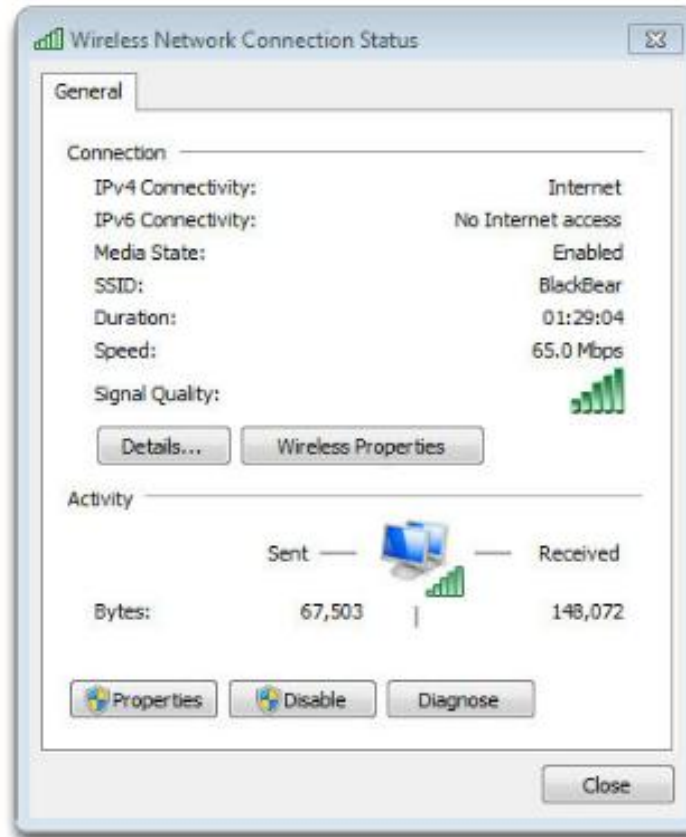 Wireless Network Connection Status
General
Connection
IPv4 Connectivity: Internet
IPv6 Connectivity: No Internet access
Media State: Enabled
SSID: BlackBear
Duration: 01:29:04
Speed: 65.0 Mbps
Signal Quality:
Details... Wireless Properties
Activity
Sent Received
Bytes: 67,503 148,072
Properties Disable Diagnose
Close